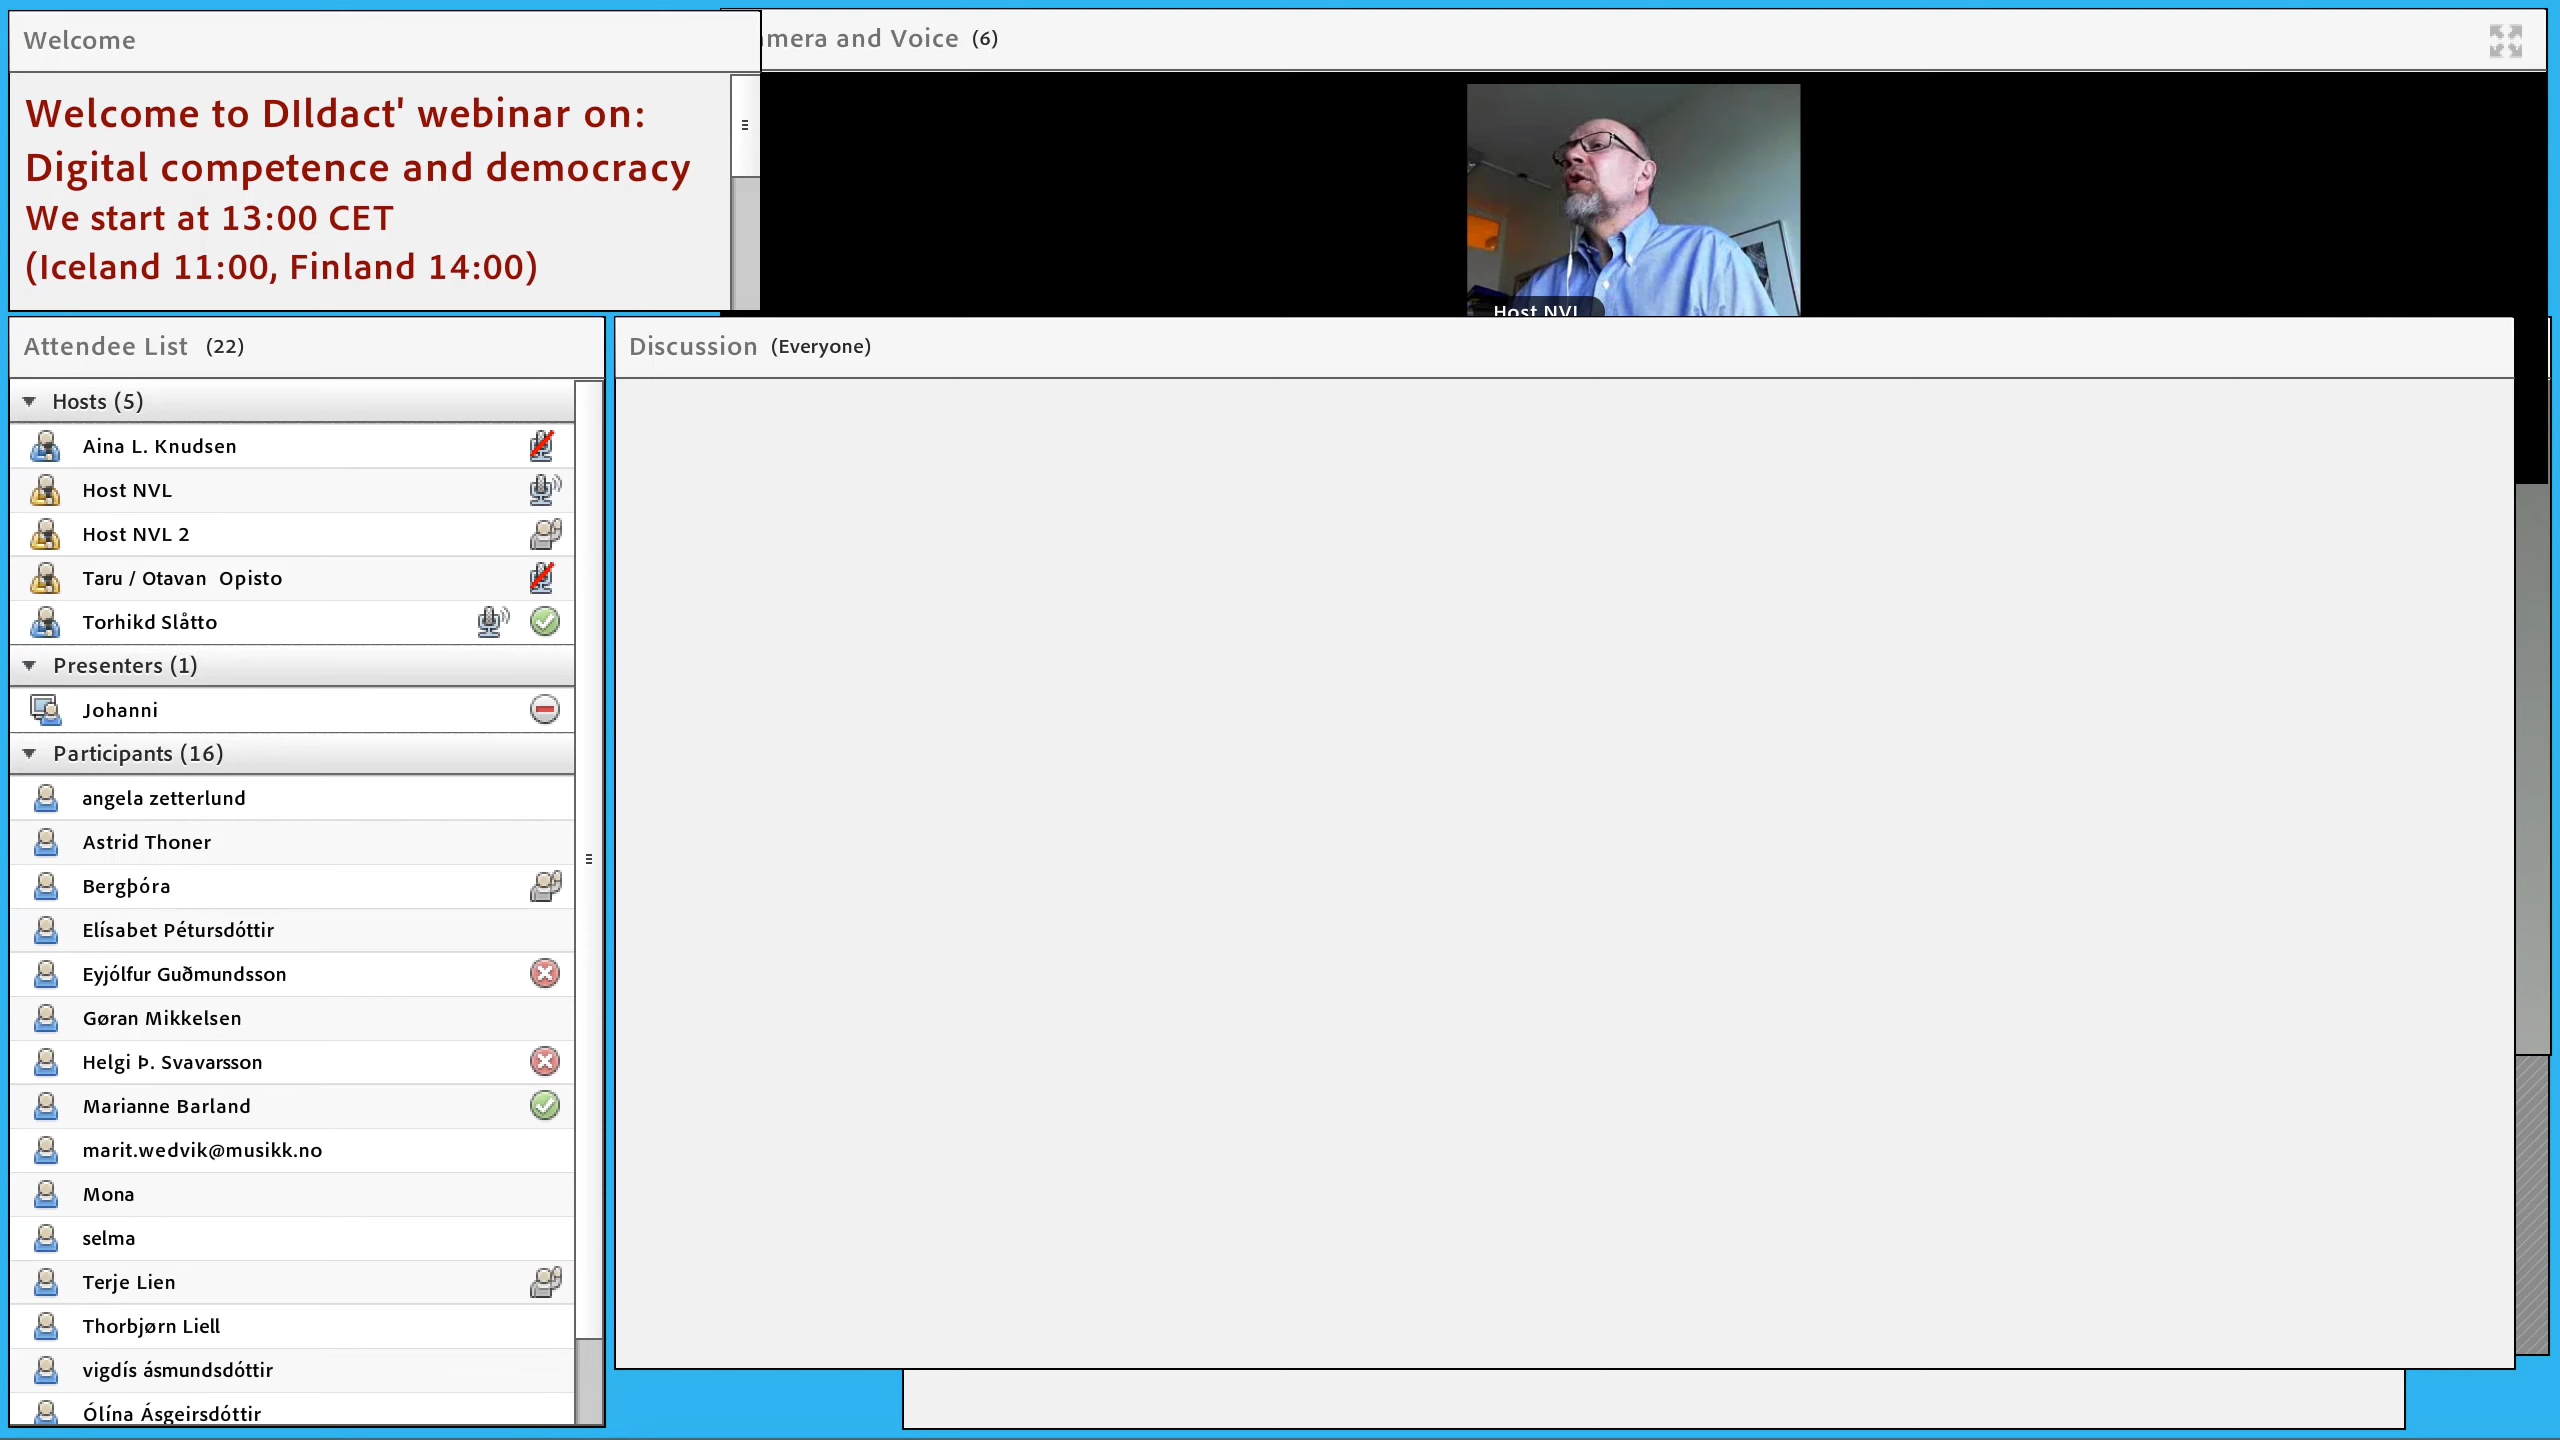 Welcome
Welcome to DIldact' webinar on:
Digital competence and democracy
We start at 13:00 CET
(Iceland 11:00, Finland 14:00)
mera and Voice (6)
Host NVL
Attendee List (22)
Hosts (5)
Aina L. Knudsen
Host NVL
Host NVL 2
Taru / Otavan Opisto
Torhikd Slåtto
Presenters (1)
Johanni
Participants (16)
angela zetterlund
Astrid Thoner
Bergþóra
Elísabet Pétursdóttir
Eyjólfur Guðmundsson
Gøran Mikkelsen
Helgi Þ. Svavarsson
Marianne Barland
marit.wedvik@musikk.no
Mona
selma
Terje Lien
Thorbjørn Liell
vigdís ásmundsdóttir
Ólína Ásgeirsdóttir
Discussion (Everyone)